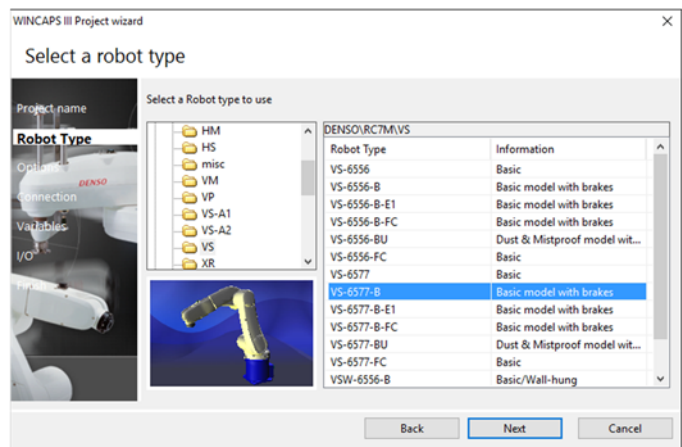 WINCAPS III Project wizard
Select a robot type
Project name
Robot Type
Options
Connection
Variables
I/O
Finish
DENSO
Select a Robot type to use
HM
HS
misc
VM
VP
VS-A1
VS-A2
VS
XR
DENSO\RC7M\VS
Robot Type Information
VS-6556 Basic
VS-6556-B Basic model with brakes
VS-6556-B-E1 Basic model with brakes
VS-6556-B-FC Basic model with brakes
VS-6556-BU Dust & Mistproof model wit...
VS-6556-FC Basic
VS-6577 Basic
VS-6577-B Basic model with brakes
VS-6577-B-E1 Basic model with brakes
VS-6577-B-FC Basic model with brakes
VS-6577-BU Dust & Mistproof model wit...
VS-6577-FC Basic
VSW-6556-B Basic/Wall-hung
Back Next Cancel